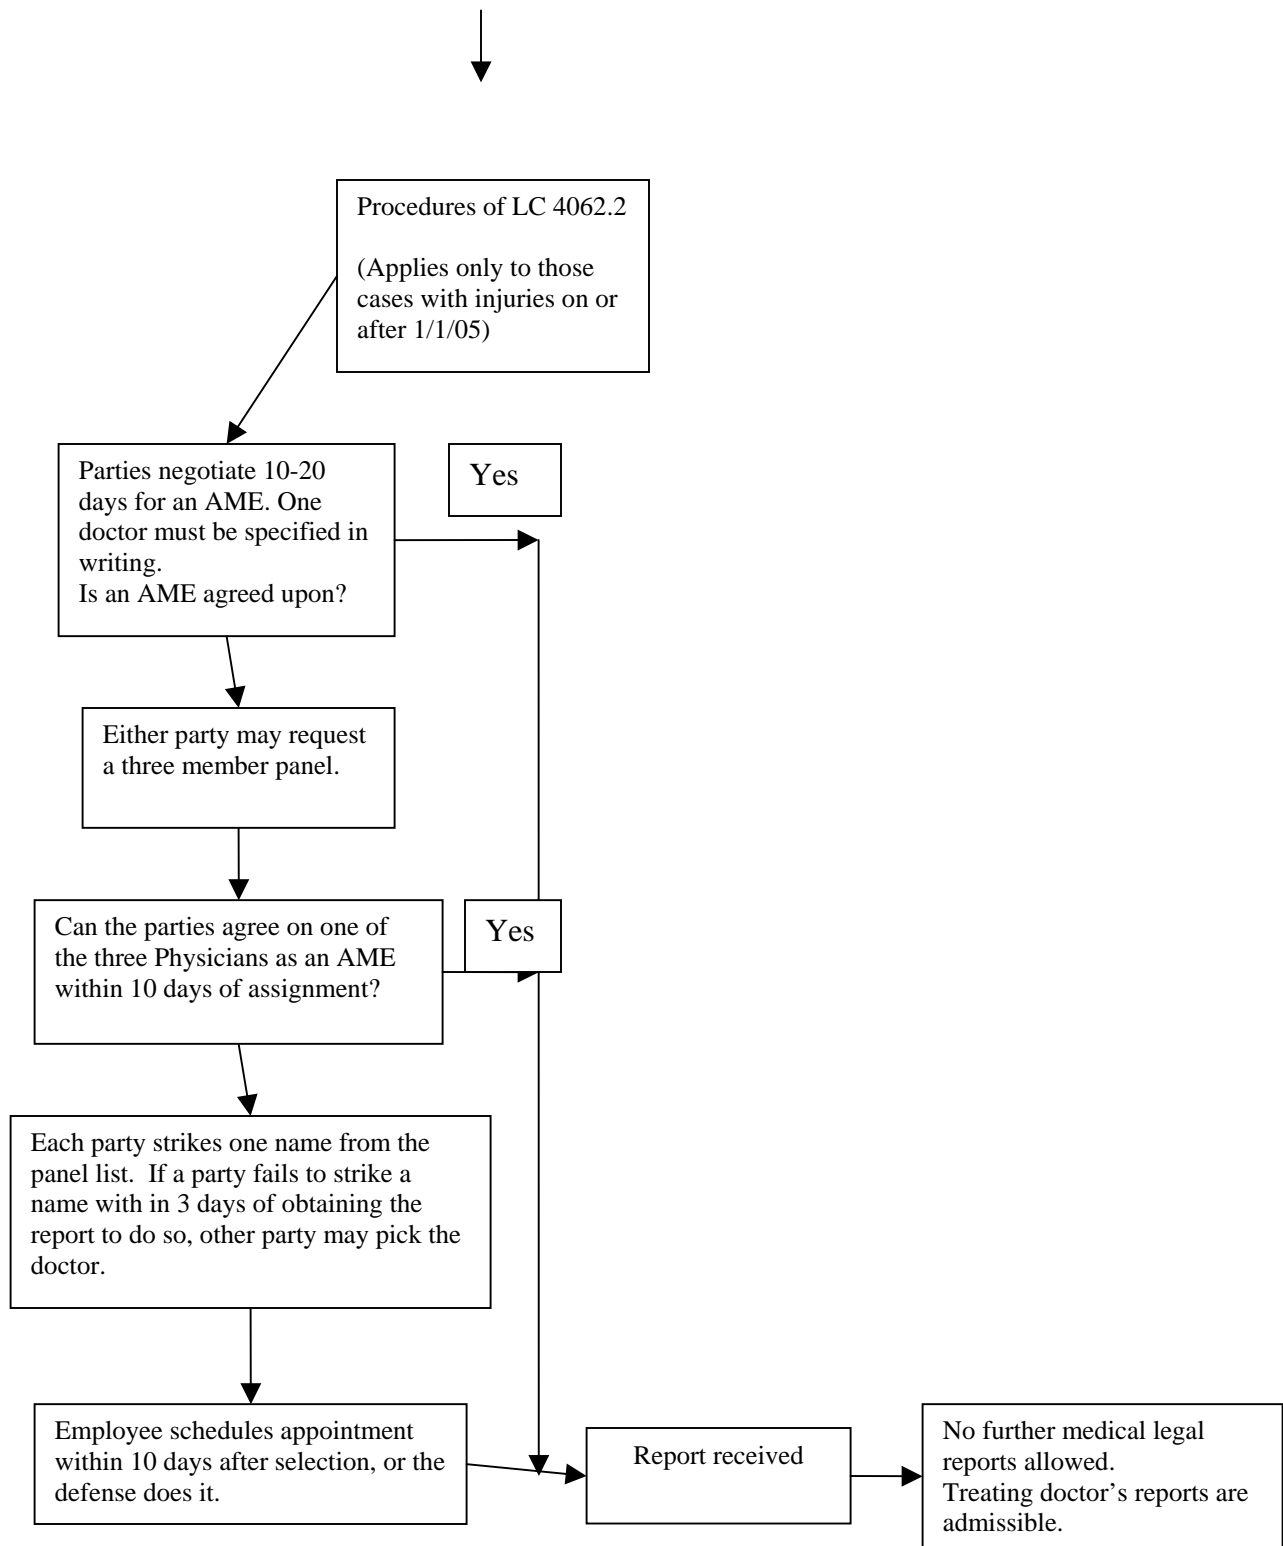 Procedures of LC 4062.2
(Applies only to those
cases with injuries on or
after 1/1/05)
Parties negotiate 10-20
days for an AME. One
doctor must be specified in
writing.
Is an AME agreed upon?
Yes
Either party may request
a three member panel.
Can the parties agree on one of
the three Physicians as an AME
within 10 days of assignment?
Yes
Each party strikes one name from the
panel list.  If a party fails to strike a
name with in 3 days of obtaining the
report to do so, other party may pick the
doctor.
Employee schedules appointment
within 10 days after selection, or the
defense does it.
Report received
No further medical legal
reports allowed.
Treating doctor’s reports are
admissible.